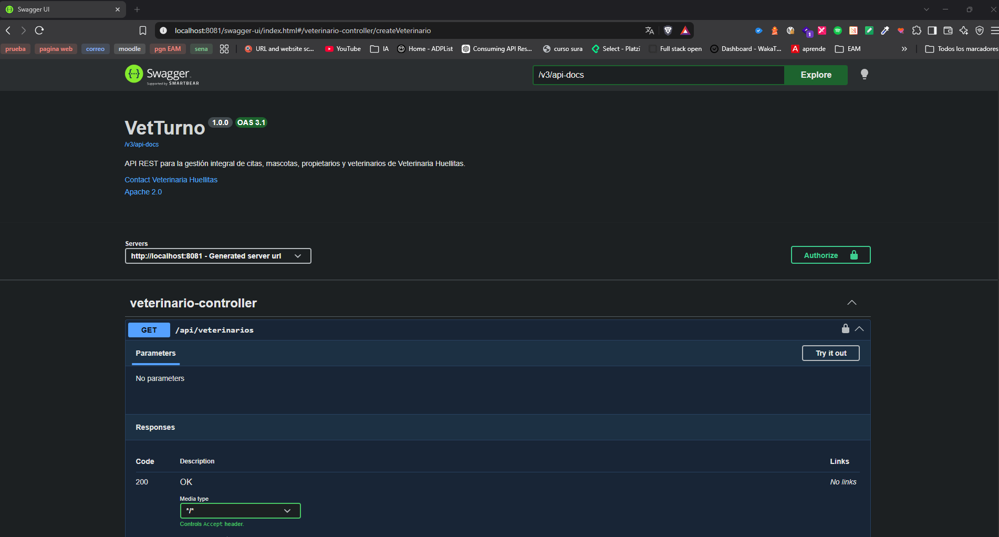 Swagger UI
localhost:8081/swagger-ui/index.html#/veterinario-controller/createVeterinario
1
prueba
pagina web
correo
moodle
pgn EAM
sena
URL and website sc...
YouTube
IA
Home - ADPList
Consuming API Res...
curso sura
Select - Platzi
Full stack open
Dashboard - WakaT...
A aprende
EAM
»
Todos los marcadores
{···} Swagger.
Supported by SMARTBEAR
/v3/api-docs
Explore
VetTurno 1.0.0 OAS 3.1
/v3/api-docs
API REST para la gestión integral de citas, mascotas, propietarios y veterinarios de Veterinaria Huellitas.
Contact Veterinaria Huellitas
Apache 2.0
Servers
http://localhost:8081 - Generated server url
Authorize
veterinario-controller
GET /api/veterinarios
Parameters
Try it out
No parameters
Responses
Code Description Links
200 OK No links
Media type
*/*
Controls Accept header.